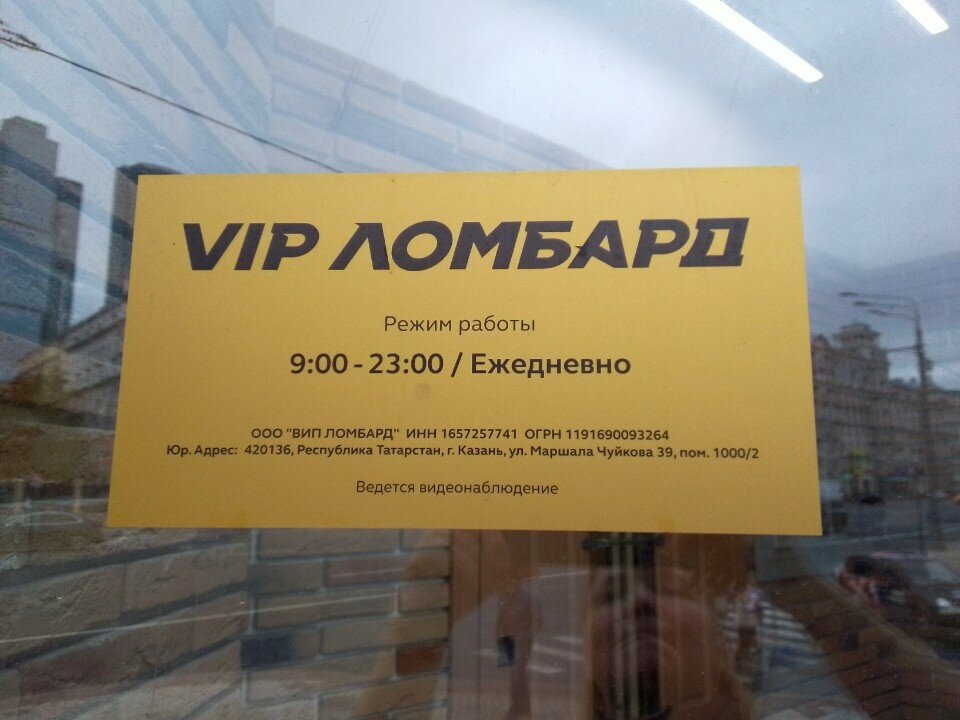 VIP ЛОМБАРД
Режим работы
9:00 - 23:00 / Ежедневно
ООО "ВИП ЛОМБАРД" ИНН 1657257741 ОГРН 1191690093264
Юр. Адрес: 420136, Республика Татарстан, г. Казань, ул. Маршала Чуйкова 39, пом. 1000/2
Ведется видеонаблюдение